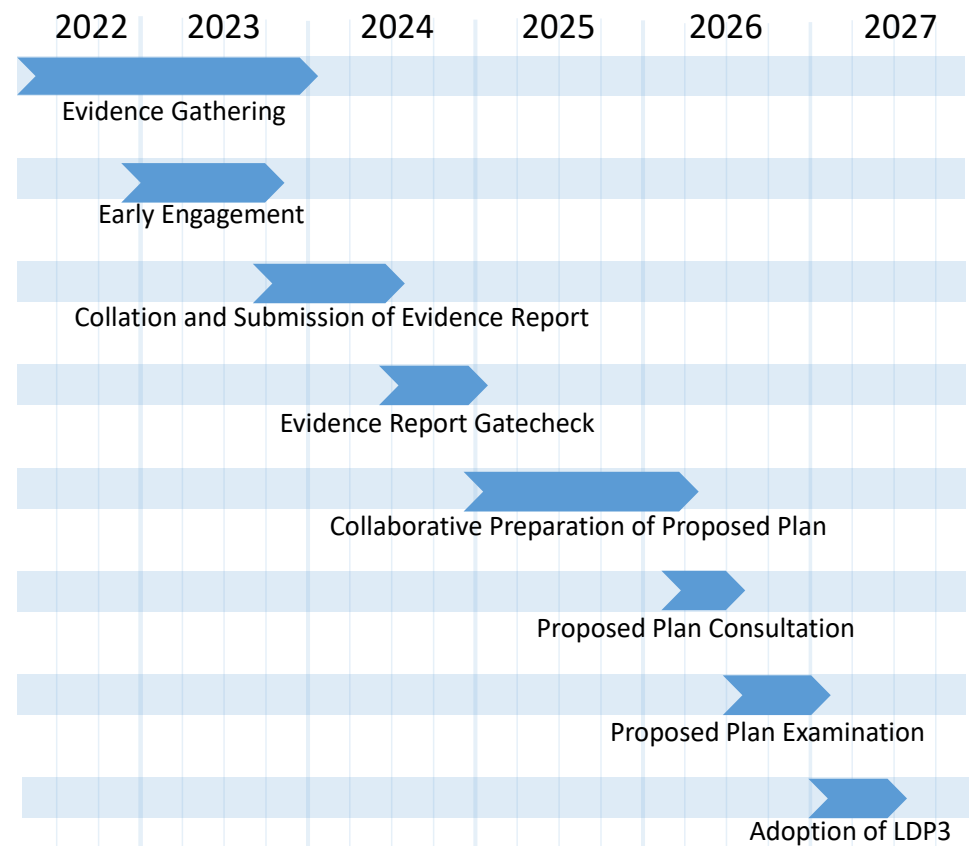 2022 2023 2024 2025 2026 2027
Evidence Gathering
Early Engagement
Collation and Submission of Evidence Report
Evidence Report Gatecheck
Collaborative Preparation of Proposed Plan
Proposed Plan Consultation
Proposed Plan Examination
Adoption of LDP3